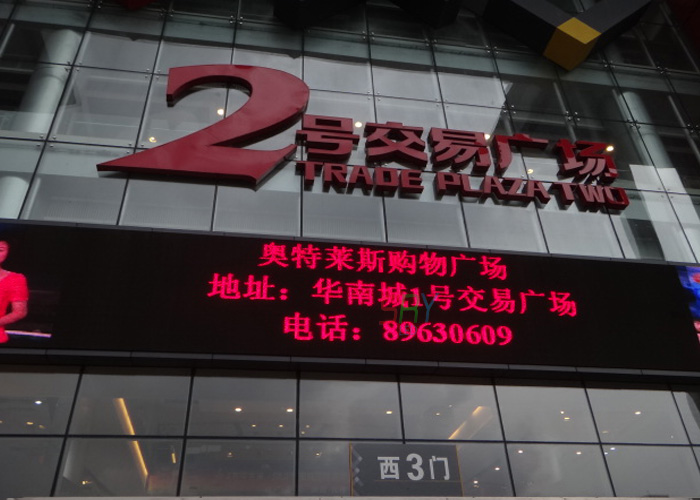 2号交易广场
TRADE PLAZA TWO
奥特莱斯购物广场
地址：华南城1号交易广场
电话：89630609
西3门